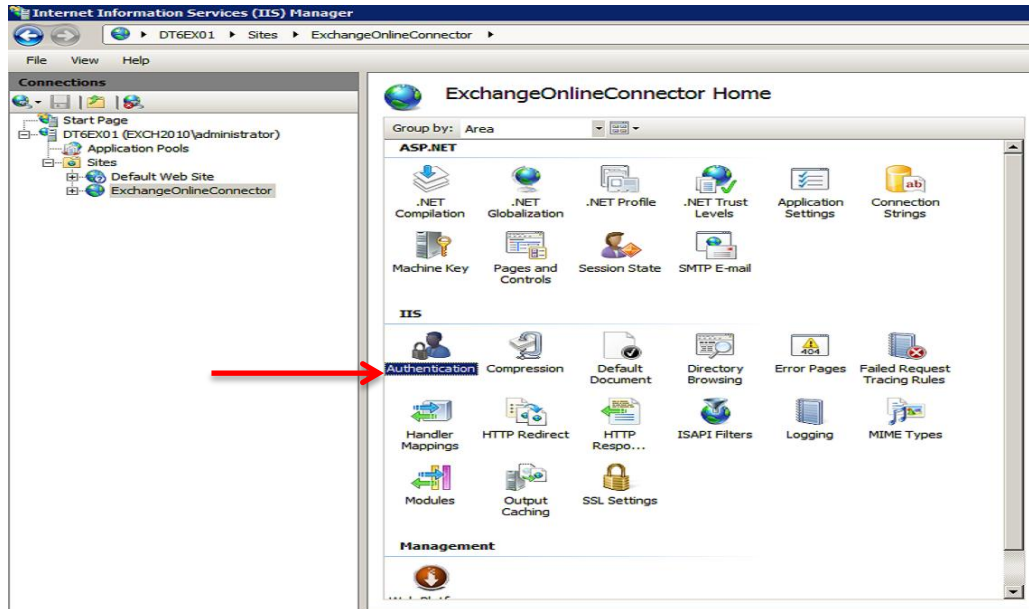 Internet Information Services (IIS) Manager
DT6EX01 Sites ExchangeOnlineConnector
File View Help
Connections
Start Page
DT6EX01 (EXCH2010\administrator)
Application Pools
Sites
Default Web Site
ExchangeOnlineConnector
ExchangeOnlineConnector Home
Group by: Area
ASP.NET
.NET Compilation
.NET Globalization
.NET Profile
.NET Trust Levels
Application Settings
Connection Strings
ab
Machine Key
Pages and Controls
Session State
SMTP E-mail
IIS
Authentication
Compression
Default Document
Directory Browsing
404
Error Pages
Failed Request Tracing Rules
Handler Mappings
HTTP Redirect
HTTP Respo...
ISAPI Filters
Logging
MIME Types
Modules
Output Caching
SSL Settings
Management